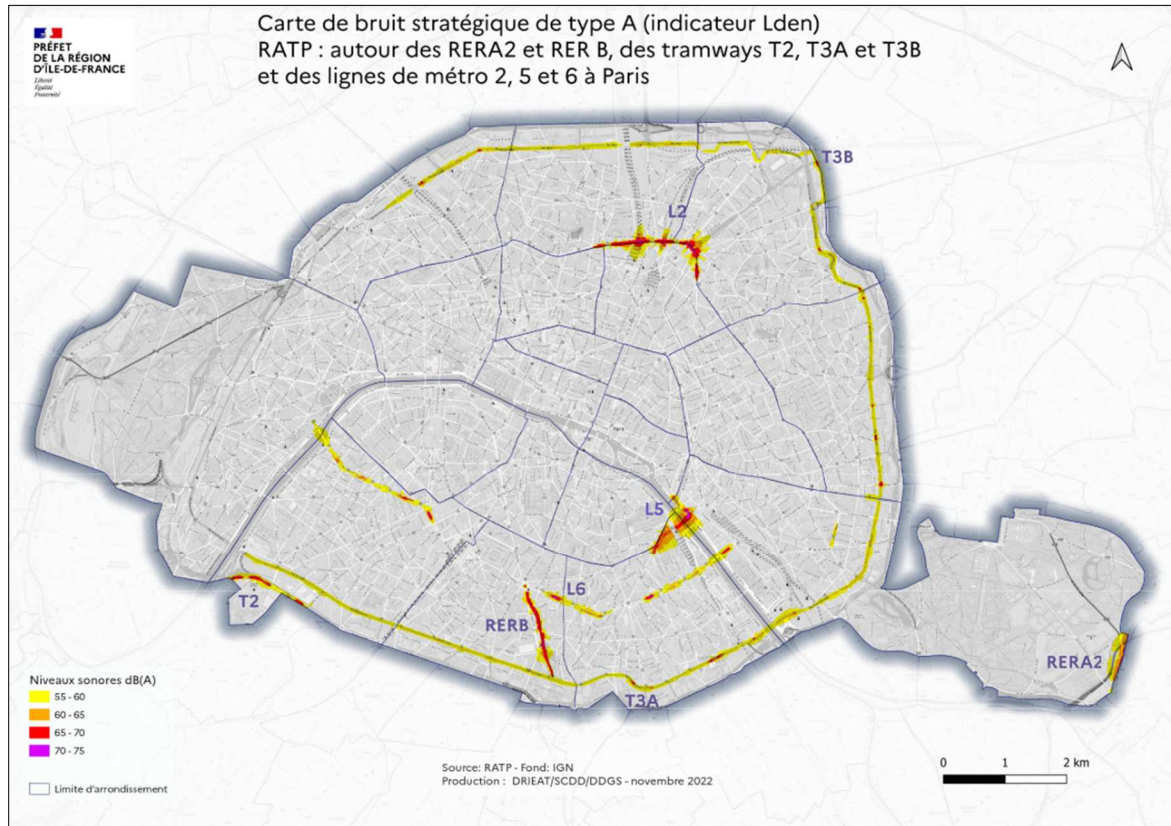 Carte de bruit stratégique de type A (indicateur Lden)
RATP : autour des RERA2 et RER B, des tramways T2, T3A et T3B
et des lignes de métro 2, 5 et 6 à Paris
PRÉFET
DE LA RÉGION
D'ÎLE-DE-FRANCE
Liberté
Égalité
Fraternité
T3B
L2
L5
L6
T2
RERB
RERA2
T3A
Niveaux sonores dB(A)
55 - 60
60 - 65
65 - 70
70 - 75
Limite d'arrondissement
Source: RATP - Fond: IGN
Production : DRIEAT/SCDD/DDGS - novembre 2022
0 1 2 km